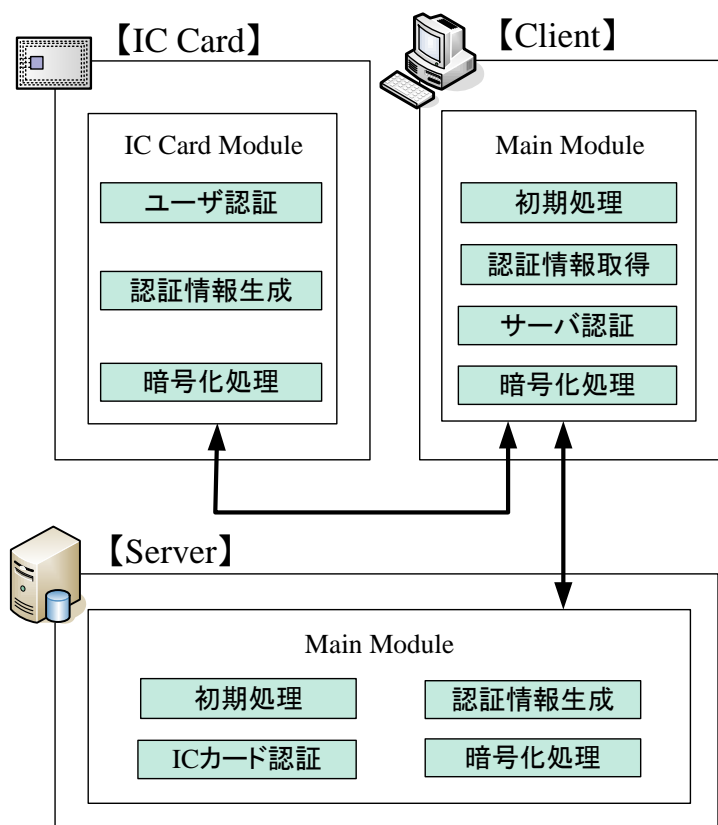 【IC Card】
IC Card Module
ユーザ認証
認証情報生成
暗号化処理
【Client】
Main Module
初期処理
認証情報取得
サーバ認証
暗号化処理
【Server】
Main Module
初期処理
認証情報生成
ICカード認証
暗号化処理